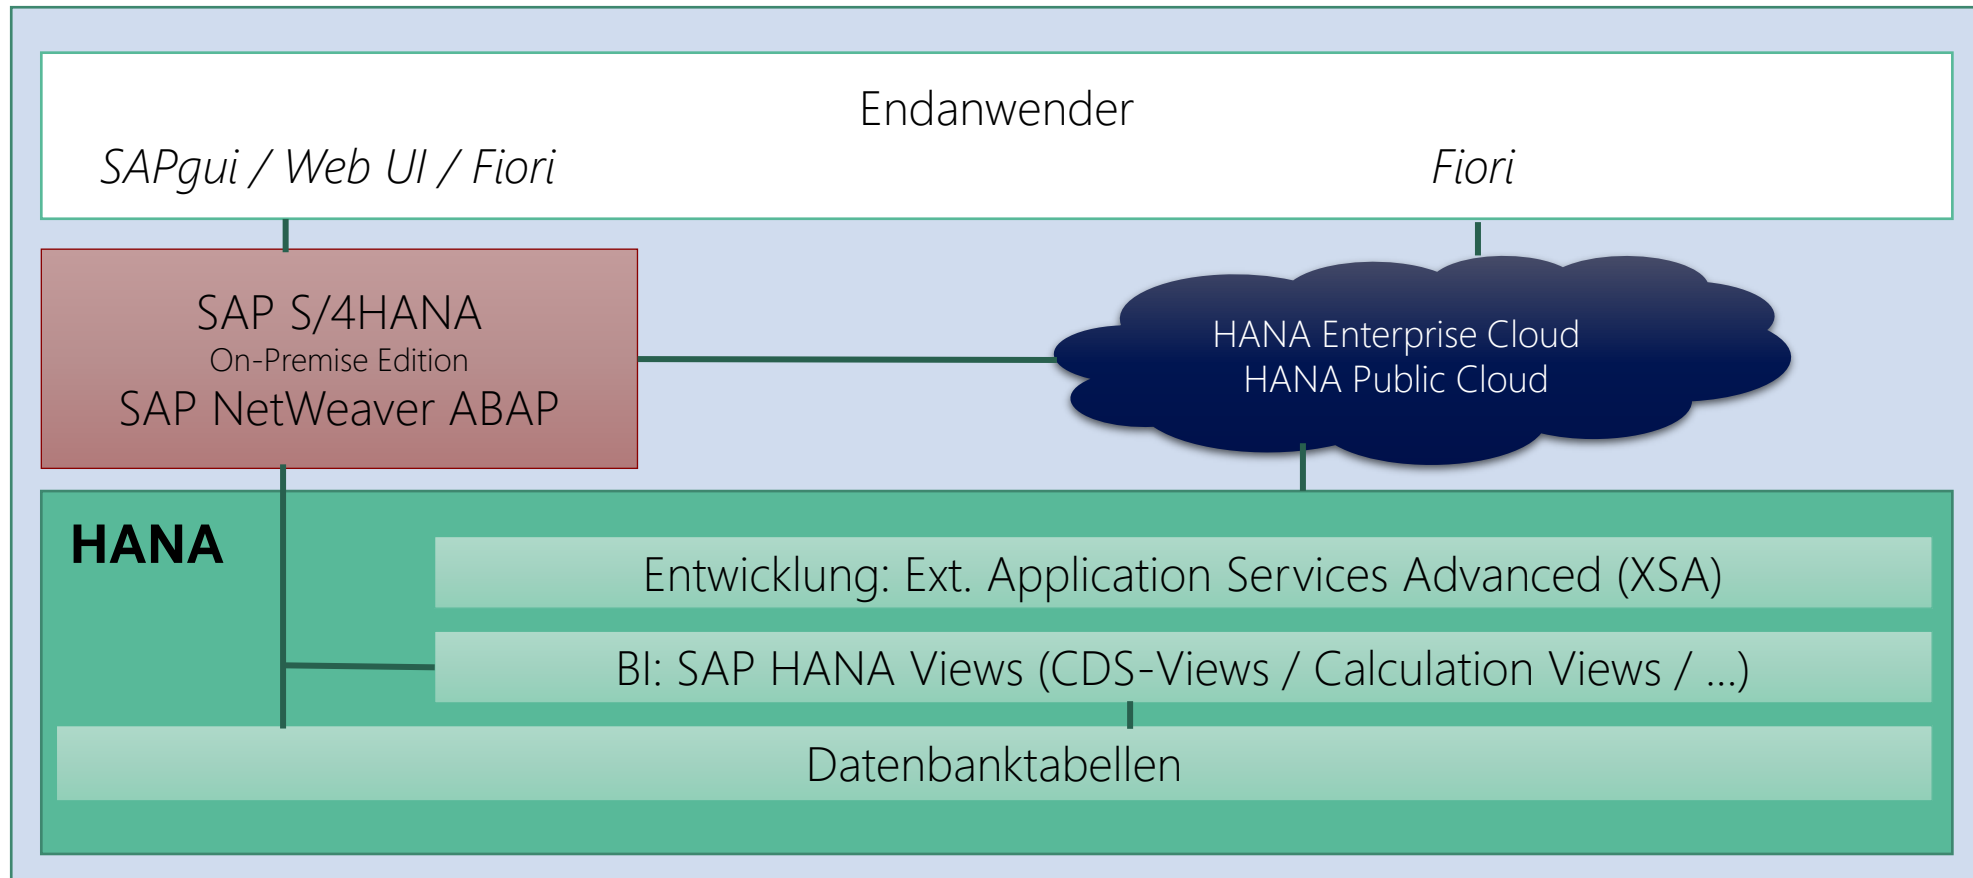 Endanwender
SAPgui / Web UI / Fiori
Fiori
SAP S/4HANA
On-Premise Edition
SAP NetWeaver ABAP
HANA Enterprise Cloud
HANA Public Cloud
HANA
Entwicklung: Ext. Application Services Advanced (XSA)
BI: SAP HANA Views (CDS-Views / Calculation Views / ...)
Datenbanktabellen